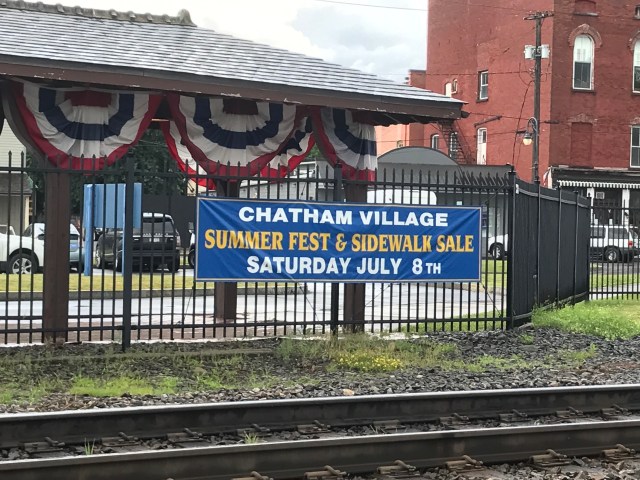 CHATHAM VILLAGE
SUMMER FEST & SIDEWALK SALE
SATURDAY JULY 8TH